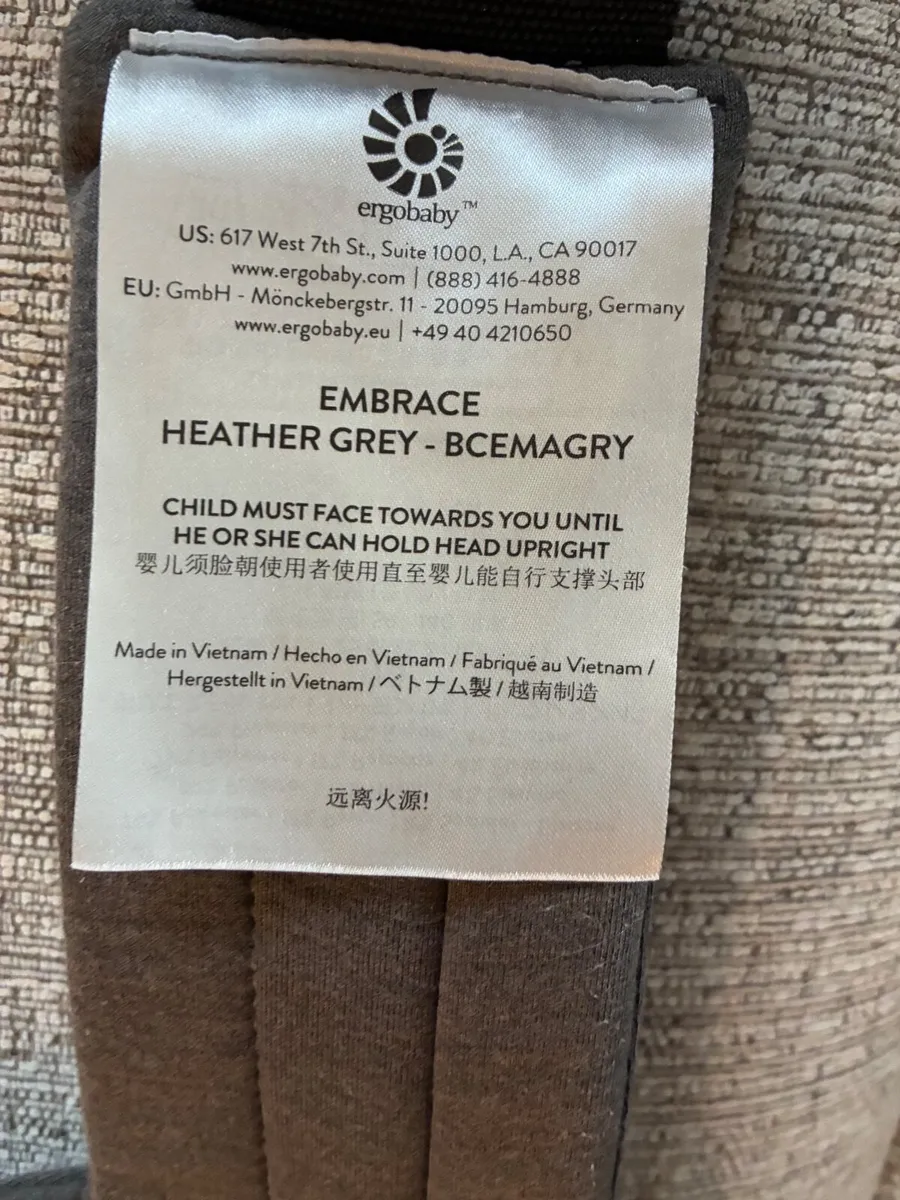 ergobaby™
US: 617 West 7th St., Suite 1000, L.A., CA 90017
www.ergobaby.com | (888) 416-4888
EU: GmbH - Mönckebergstr. 11 - 20095 Hamburg, Germany
www.ergobaby.eu | +49 40 4210650
EMBRACE
HEATHER GREY - BCEMAGRY
CHILD MUST FACE TOWARDS YOU UNTIL
HE OR SHE CAN HOLD HEAD UPRIGHT
婴儿须脸朝使用者使用直至婴儿能自行支撑头部
Made in Vietnam / Hecho en Vietnam / Fabriqué au Vietnam /
Hergestellt in Vietnam / ベトナム製 / 越南制造
远离火源!